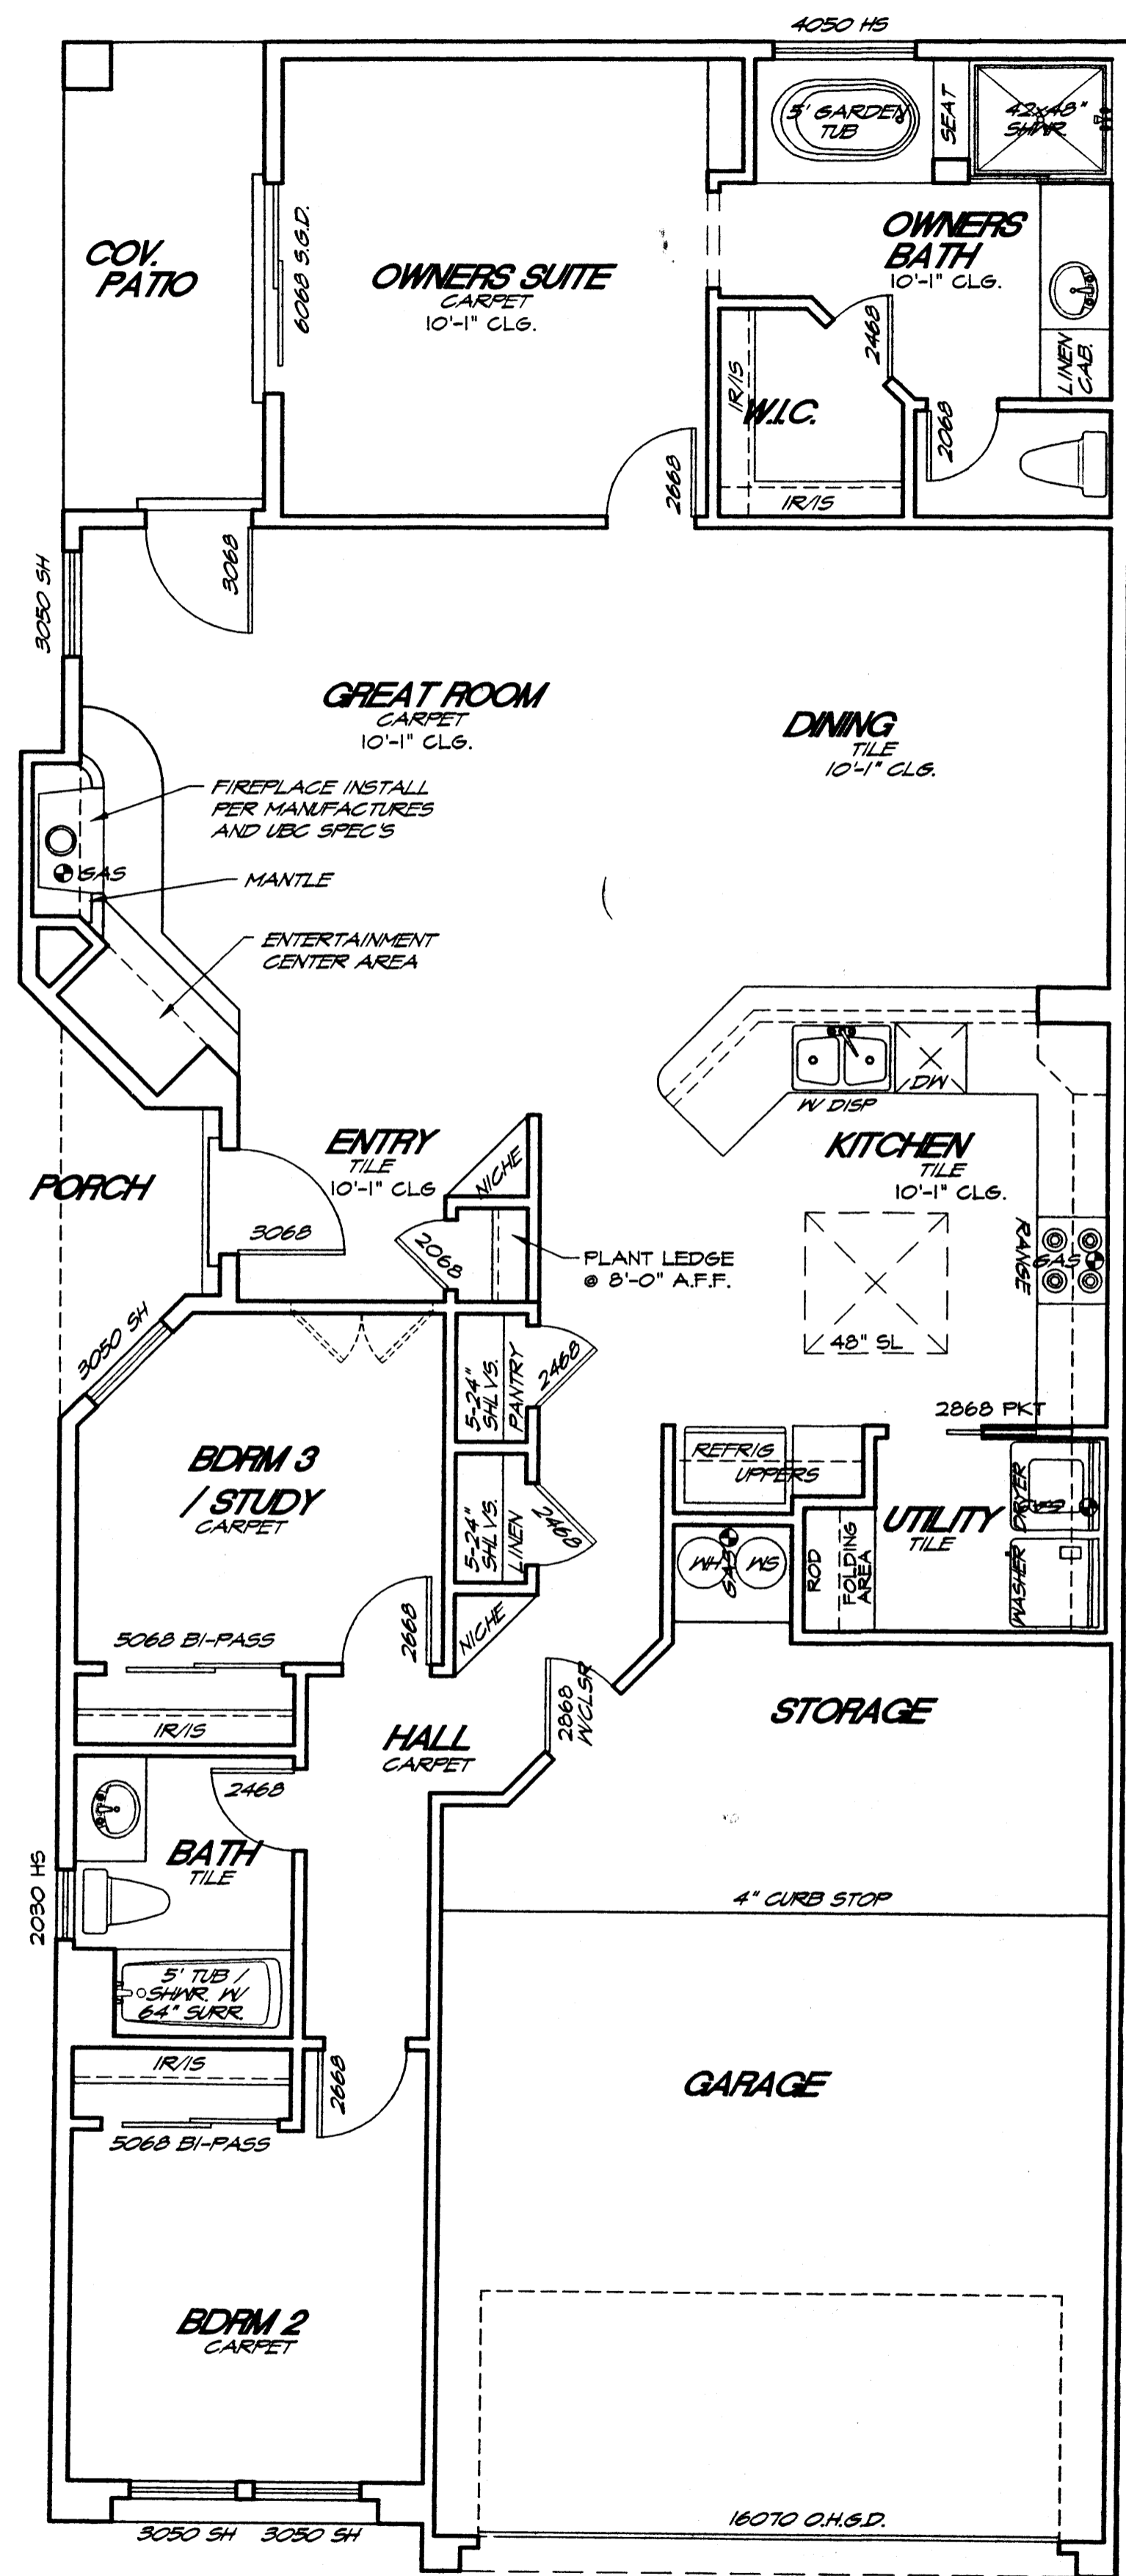 4050 HS
5' GARDEN
TUB
SEAT
42x48"
SHWR.
COV.
PATIO
6068 S.G.D.
OWNERS SUITE
CARPET
10'-1" CLG.
OWNERS
BATH
10'-1" CLG.
2468
LINEN
CAB.
IR/IS
W.I.C.
2068
IR/IS
2668
3068
3050 SH
GREAT ROOM
CARPET
10'-1" CLG.
DINING
TILE
10'-1" CLG.
FIREPLACE INSTALL
PER MANUFACTURES
AND UBC SPEC'S
GAS
MANTLE
ENTERTAINMENT
CENTER AREA
DW
W/ DISP
ENTRY
TILE
10'-1" CLG
NICHE
KITCHEN
TILE
10'-1" CLG.
PORCH
3068
2068
PLANT LEDGE
@ 8'-0" A.F.F.
RANGE
GAS
48" SL
3050 SH
5-24"
SHLVS.
PANTRY
2468
2868 PKT
BDRM 3
/ STUDY
CARPET
REFRIG
UPPERS
5-24"
SHLVS.
LINEN
2468
WH
GAS
WS
ROD
FOLDING
AREA
UTILITY
TILE
DRYER
GAS
WASHER
5068 BI-PASS
2668
NICHE
IR/IS
HALL
CARPET
2868
W/CLSR
STORAGE
2468
BATH
TILE
2030 HS
4" CURB STOP
5' TUB /
SHWR. W/
64" SURR.
IR/IS
2668
5068 BI-PASS
GARAGE
BDRM 2
CARPET
16070 O.H.G.D.
3050 SH
3050 SH